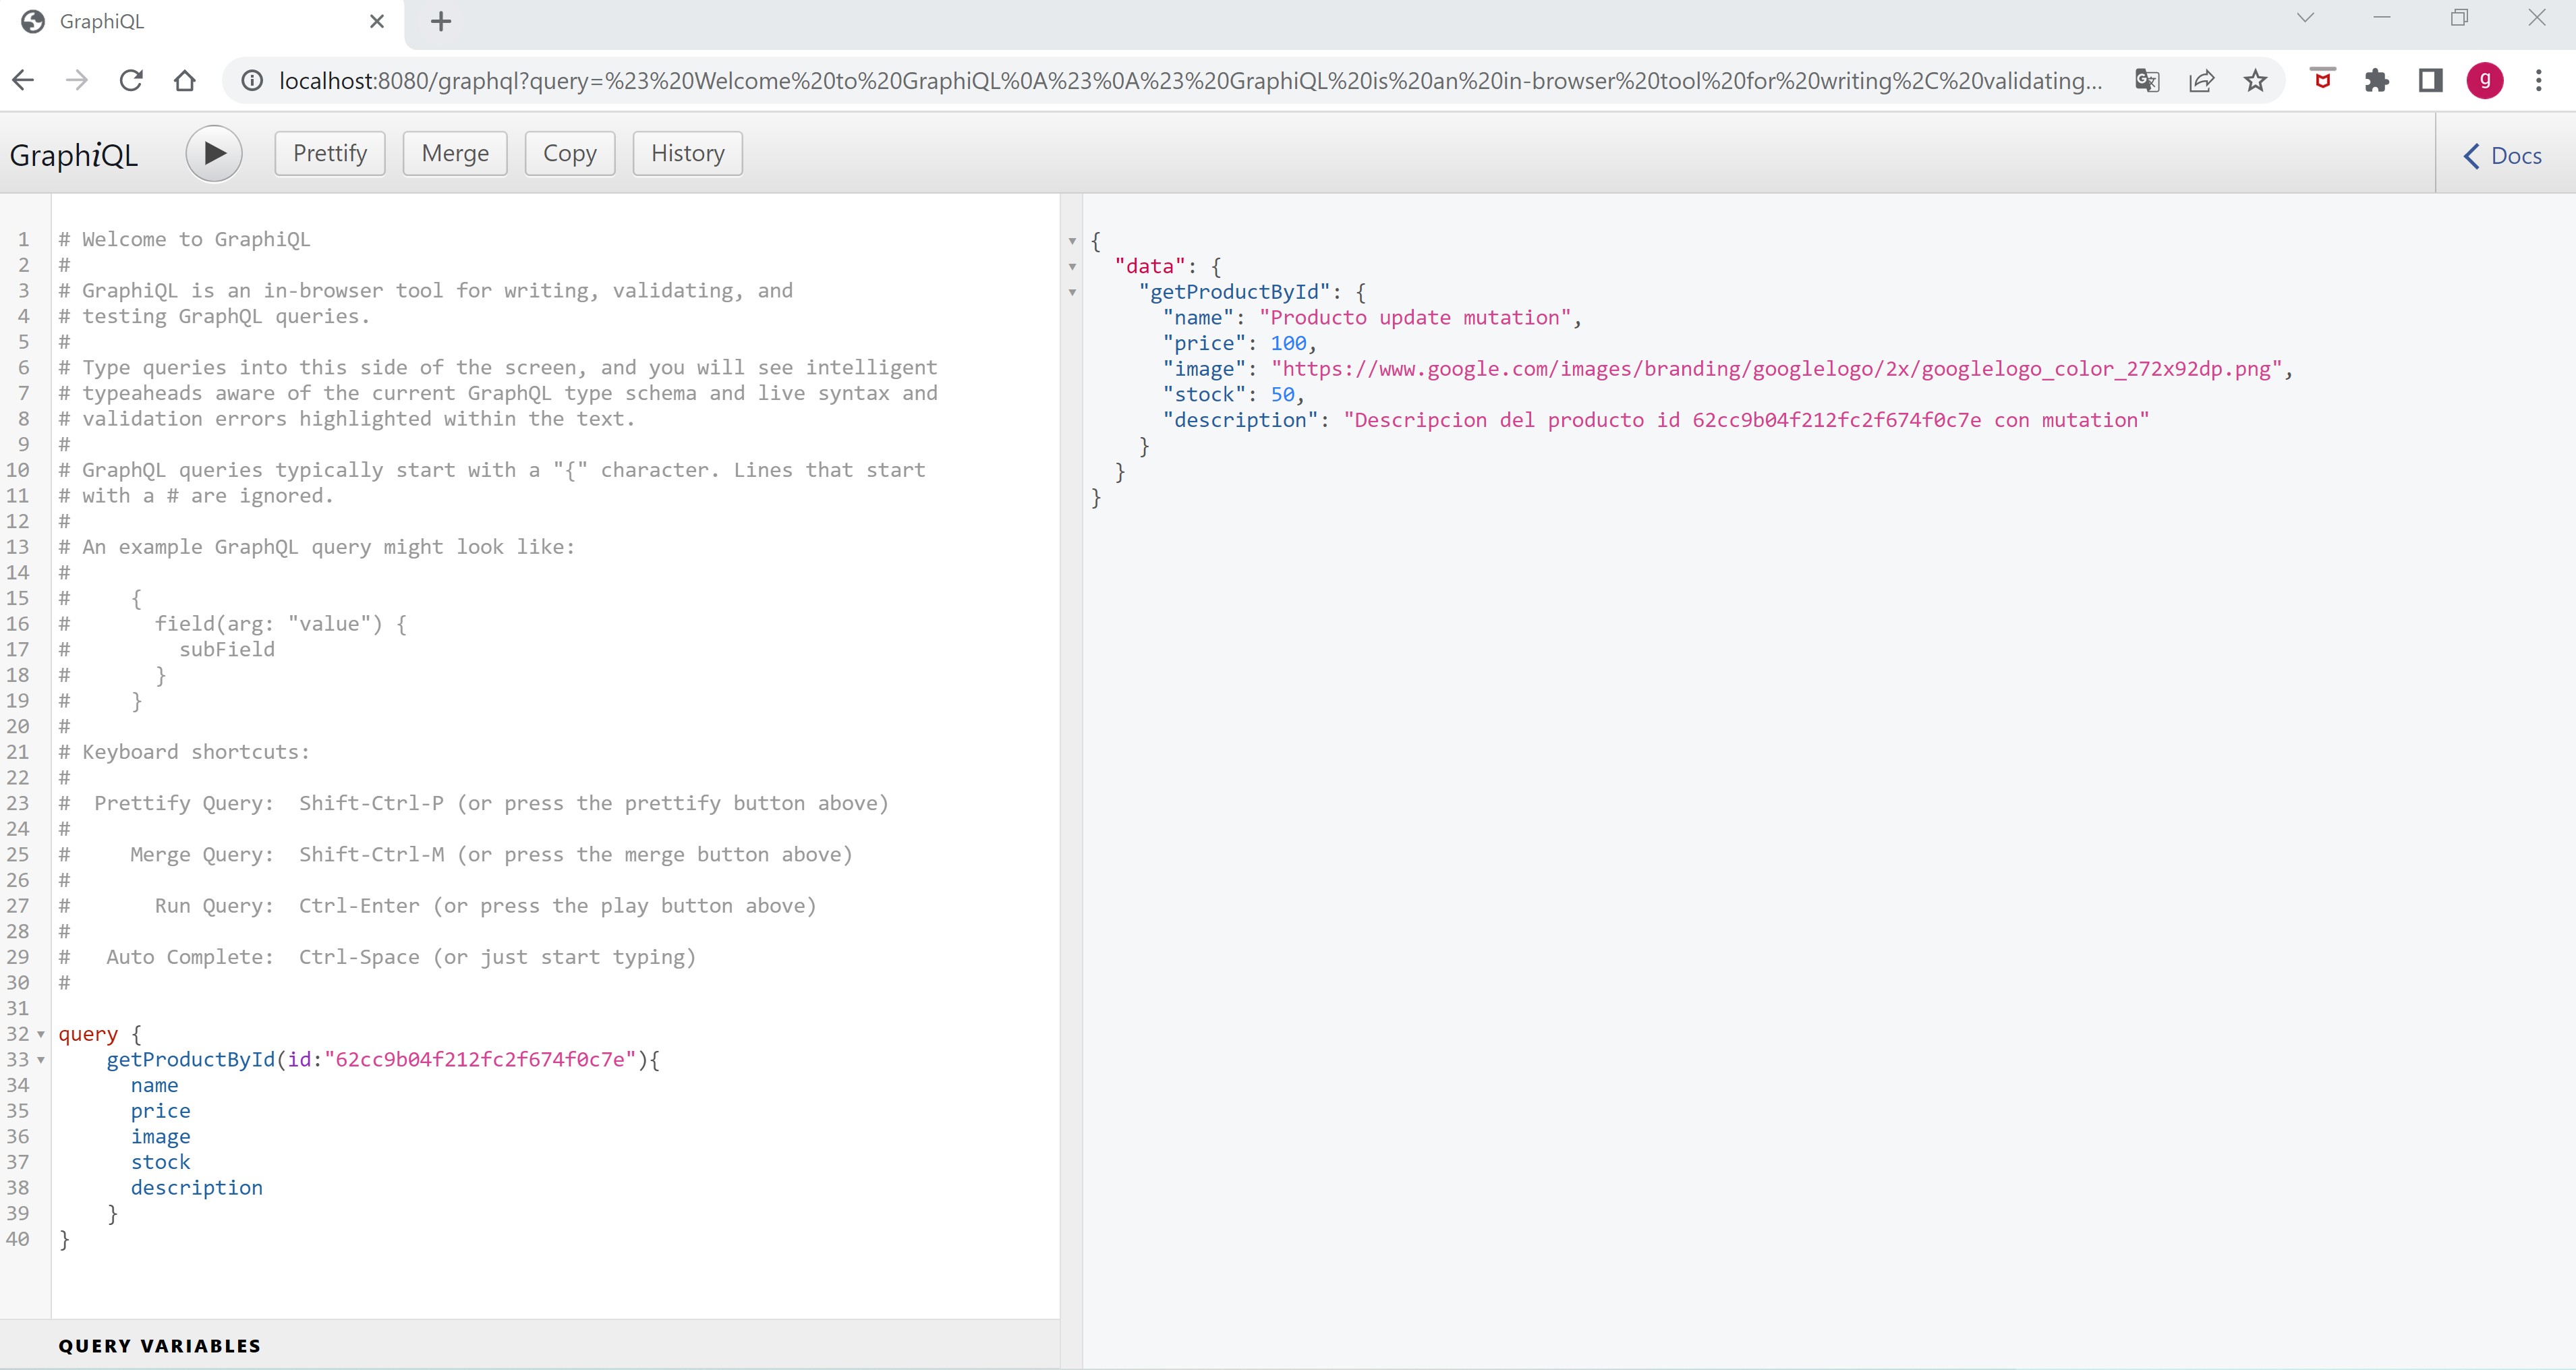 GraphiQL
localhost:8080/graphql?query=%23%20Welcome%20to%20GraphiQL%0A%23%0A%23%20GraphiQL%20is%20an%20in-browser%20tool%20for%20writing%2C%20validating...
g
GraphiQL
Prettify
Merge
Copy
History
Docs
1 # Welcome to GraphiQL
2 #
3 # GraphiQL is an in-browser tool for writing, validating, and
4 # testing GraphQL queries.
5 #
6 # Type queries into this side of the screen, and you will see intelligent
7 # typeaheads aware of the current GraphQL type schema and live syntax and
8 # validation errors highlighted within the text.
9 #
10 # GraphQL queries typically start with a "{" character. Lines that start
11 # with a # are ignored.
12 #
13 # An example GraphQL query might look like:
14 #
15 #     {
16 #       field(arg: "value") {
17 #         subField
18 #       }
19 #     }
20 #
21 # Keyboard shortcuts:
22 #
23 #  Prettify Query:  Shift-Ctrl-P (or press the prettify button above)
24 #
25 #     Merge Query:  Shift-Ctrl-M (or press the merge button above)
26 #
27 #       Run Query:  Ctrl-Enter (or press the play button above)
28 #
29 #   Auto Complete:  Ctrl-Space (or just start typing)
30 #
31
32 query {
33     getProductById(id:"62cc9b04f212fc2f674f0c7e"){
34       name
35       price
36       image
37       stock
38       description
39     }
40 }
QUERY VARIABLES
{
  "data": {
    "getProductById": {
      "name": "Producto update mutation",
      "price": 100,
      "image": "https://www.google.com/images/branding/googlelogo/2x/googlelogo_color_272x92dp.png",
      "stock": 50,
      "description": "Descripcion del producto id 62cc9b04f212fc2f674f0c7e con mutation"
    }
  }
}